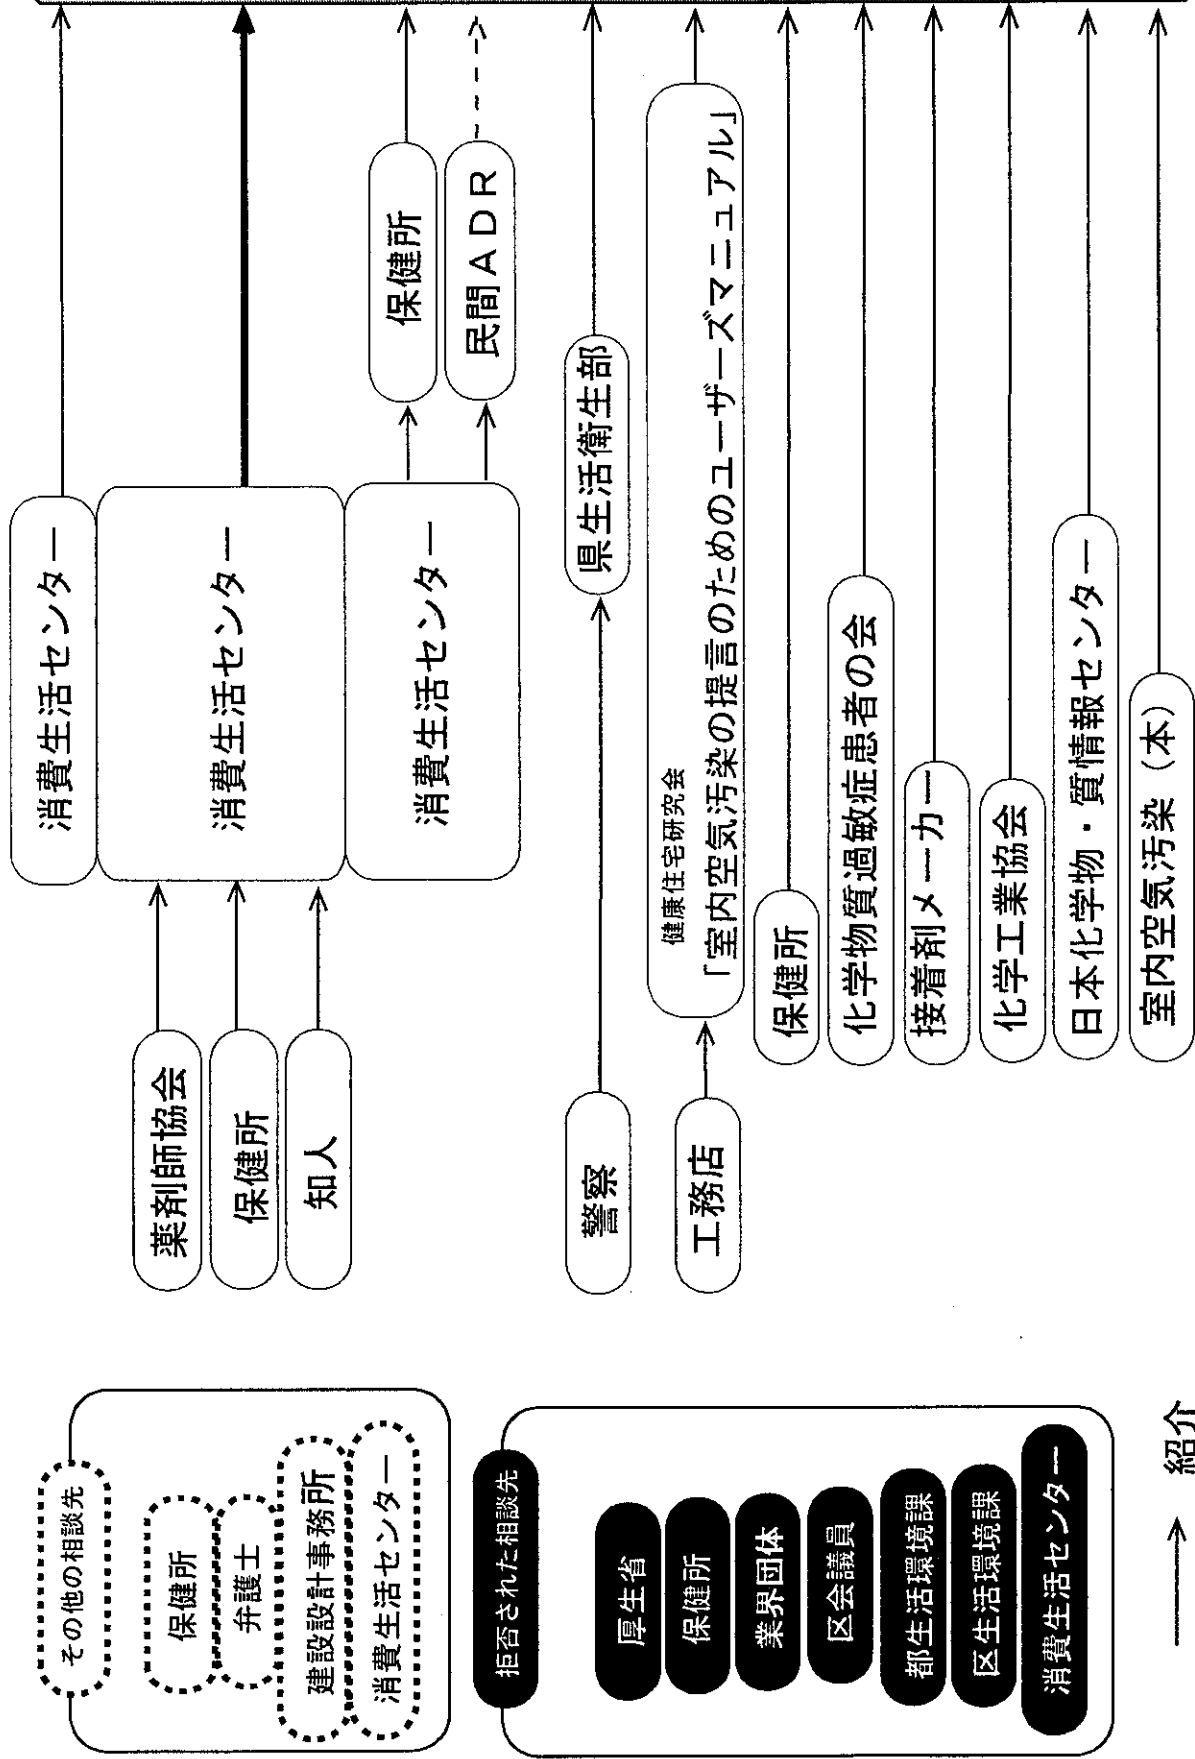 消費生活センター
薬剤師協会
保健所
知人
消費生活センター
消費生活センター
保健所
民間ADR
警察
県生活衛生部
工務店
健康住宅研究会
「室内空気汚染の提言のためのユーザーズマニュアル」
保健所
化学物質過敏症患者の会
接着剤メーカー
化学工業協会
日本化学物・質情報センター
室内空気汚染（本）
その他の相談先
保健所
弁護士
建設設計事務所
消費生活センター
拒否された相談先
厚生省
保健所
業界団体
区会議員
都生活環境課
区生活環境課
消費生活センター
紹介